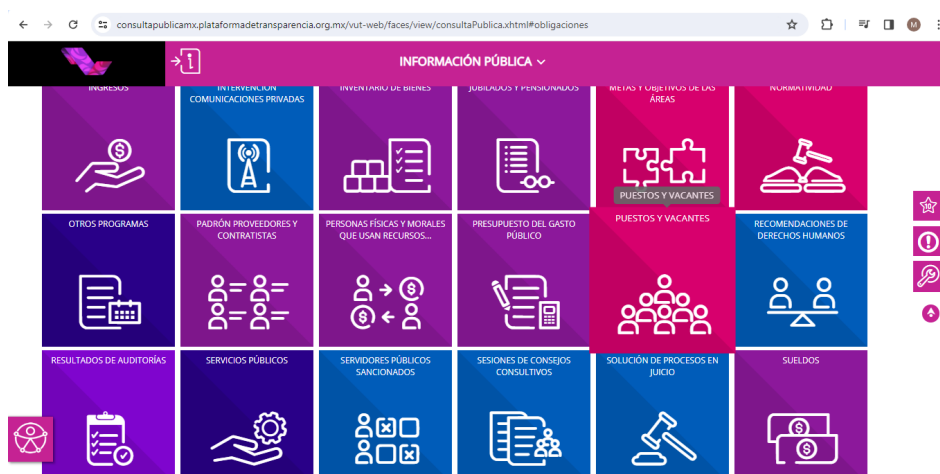 consultapublicamx.plataformadetransparencia.org.mx/vut-web/faces/view/consultaPublica.xhtml#obligaciones
M
INFORMACIÓN PÚBLICA
INGRESOS
INTERVENCIÓN
COMUNICACIONES PRIVADAS
INVENTARIO DE BIENES
JUBILADOS Y PENSIONADOS
METAS Y OBJETIVOS DE LAS
ÁREAS
NORMATIVIDAD
PUESTOS Y VACANTES
OTROS PROGRAMAS
PADRÓN PROVEEDORES Y
CONTRATISTAS
PERSONAS FÍSICAS Y MORALES
QUE USAN RECURSOS...
PRESUPUESTO DEL GASTO
PÚBLICO
PUESTOS Y VACANTES
RECOMENDACIONES DE
DERECHOS HUMANOS
RESULTADOS DE AUDITORÍAS
SERVICIOS PÚBLICOS
SERVIDORES PÚBLICOS
SANCIONADOS
SESIONES DE CONSEJOS
CONSULTIVOS
SOLUCIÓN DE PROCESOS EN
JUICIO
SUELDOS